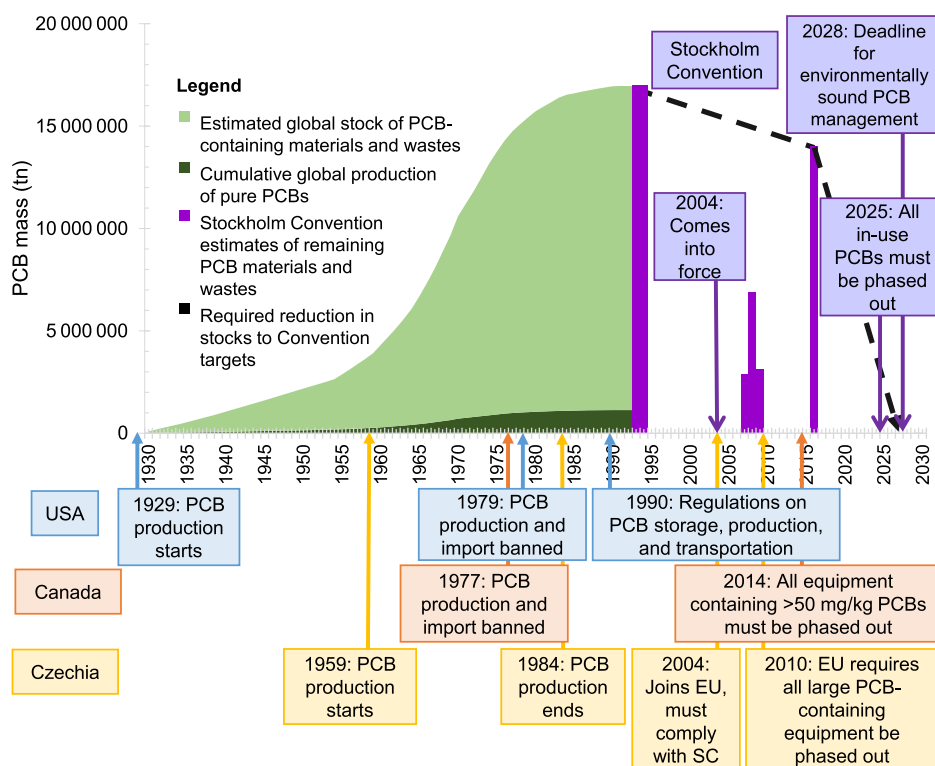 20 000 000
15 000 000
10 000 000
5 000 000
0
PCB mass (tn)
Legend
Estimated global stock of PCB-
containing materials and wastes
Cumulative global production
of pure PCBs
Stockholm Convention
estimates of remaining
PCB materials and
wastes
Required reduction in
stocks to Convention
targets
Stockholm
Convention
2028: Deadline
for
environmentally
sound PCB
management
2004:
Comes
into
force
2025: All
in-use
PCBs must
be phased
out
1930
1935
1940
1945
1950
1955
1960
1965
1970
1975
1980
1985
1990
1995
2000
2005
2010
2015
2020
2025
2030
USA
1929: PCB
production
starts
1979: PCB
production and
import banned
1990: Regulations on
PCB storage, production,
and transportation
Canada
1977: PCB
production and
import banned
2014: All equipment
containing >50 mg/kg PCBs
must be phased out
Czechia
1959: PCB
production
starts
1984: PCB
production
ends
2004:
Joins EU,
must
comply
with SC
2010: EU requires
all large PCB-
containing
equipment be
phased out